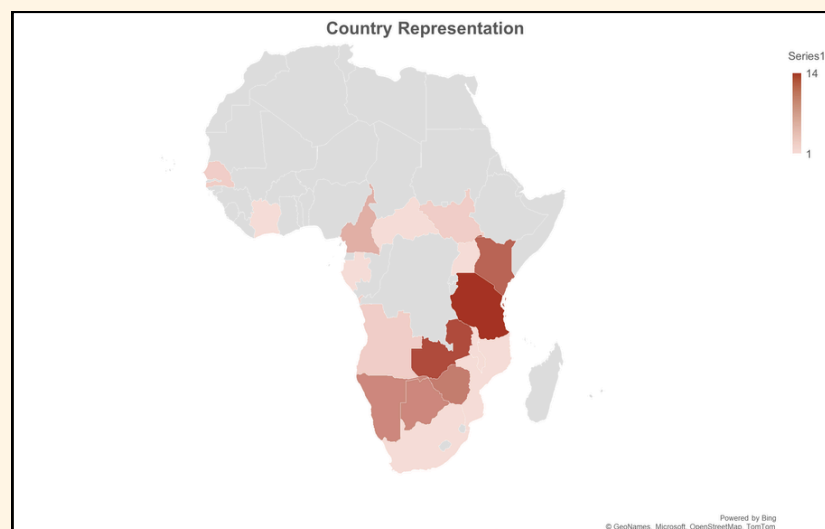 Country Representation
Series1
14
1
Powered by Bing
© GeoNames, Microsoft, OpenStreetMap, TomTom